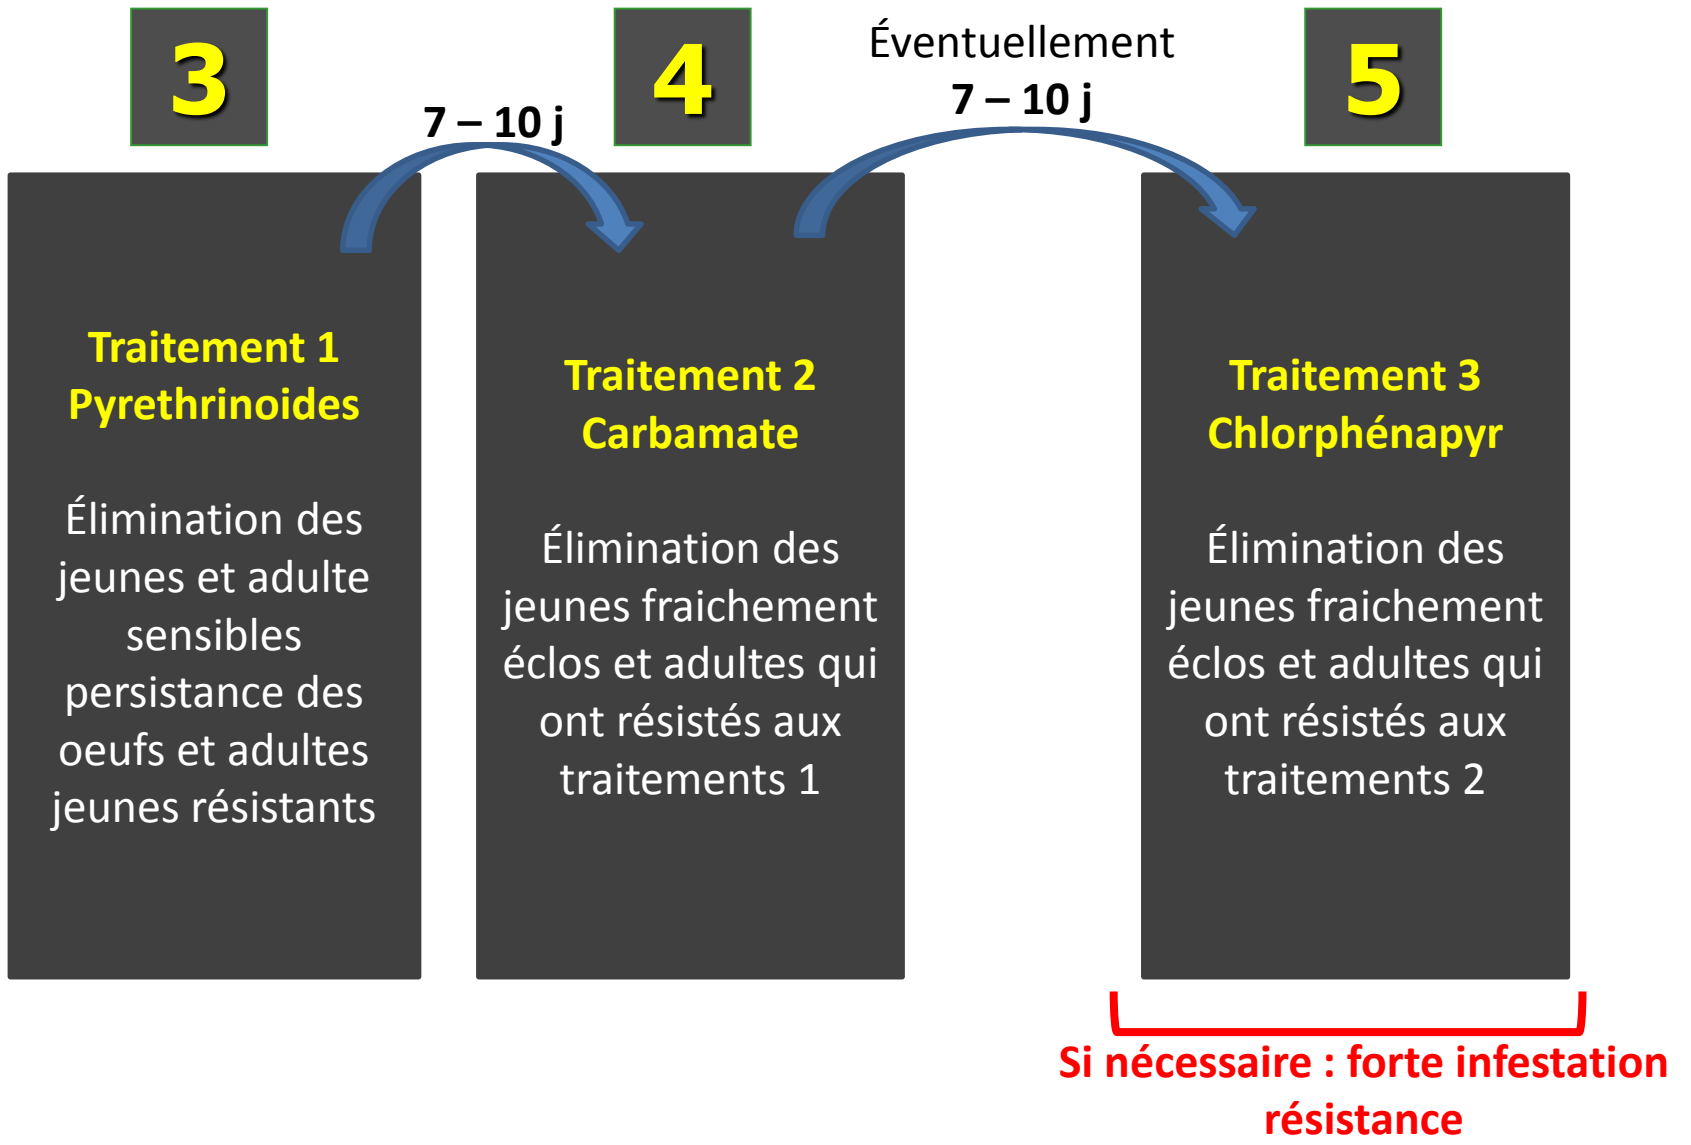 3
7 – 10 j
4
Éventuellement
7 – 10 j
5
Traitement 1
Pyrethrinoides
Élimination des
jeunes et adulte
sensibles
persistance des
oeufs et adultes
jeunes résistants
Traitement 2
Carbamate
Élimination des
jeunes fraichement
éclos et adultes qui
ont résistés aux
traitements 1
Traitement 3
Chlorphénapyr
Élimination des
jeunes fraichement
éclos et adultes qui
ont résistés aux
traitements 2
Si nécessaire : forte infestation
résistance